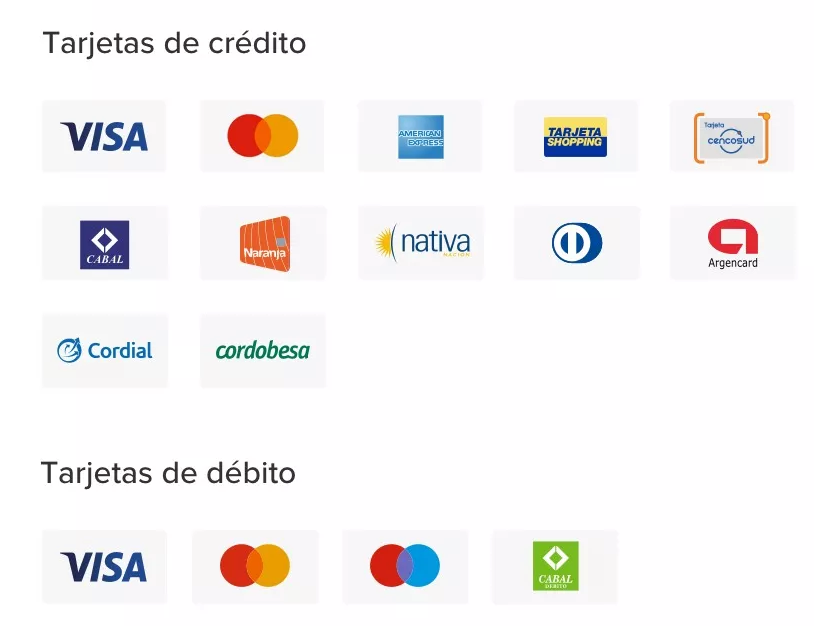 Tarjetas de crédito
VISA
AMERICAN
EXPRESS
TARJETA
SHOPPING
Tarjeta
cencosud
CABAL
Naranja
nativa
NACION
Argencard
Cordial
cordobesa
Tarjetas de débito
VISA
CABAL
DEBITO